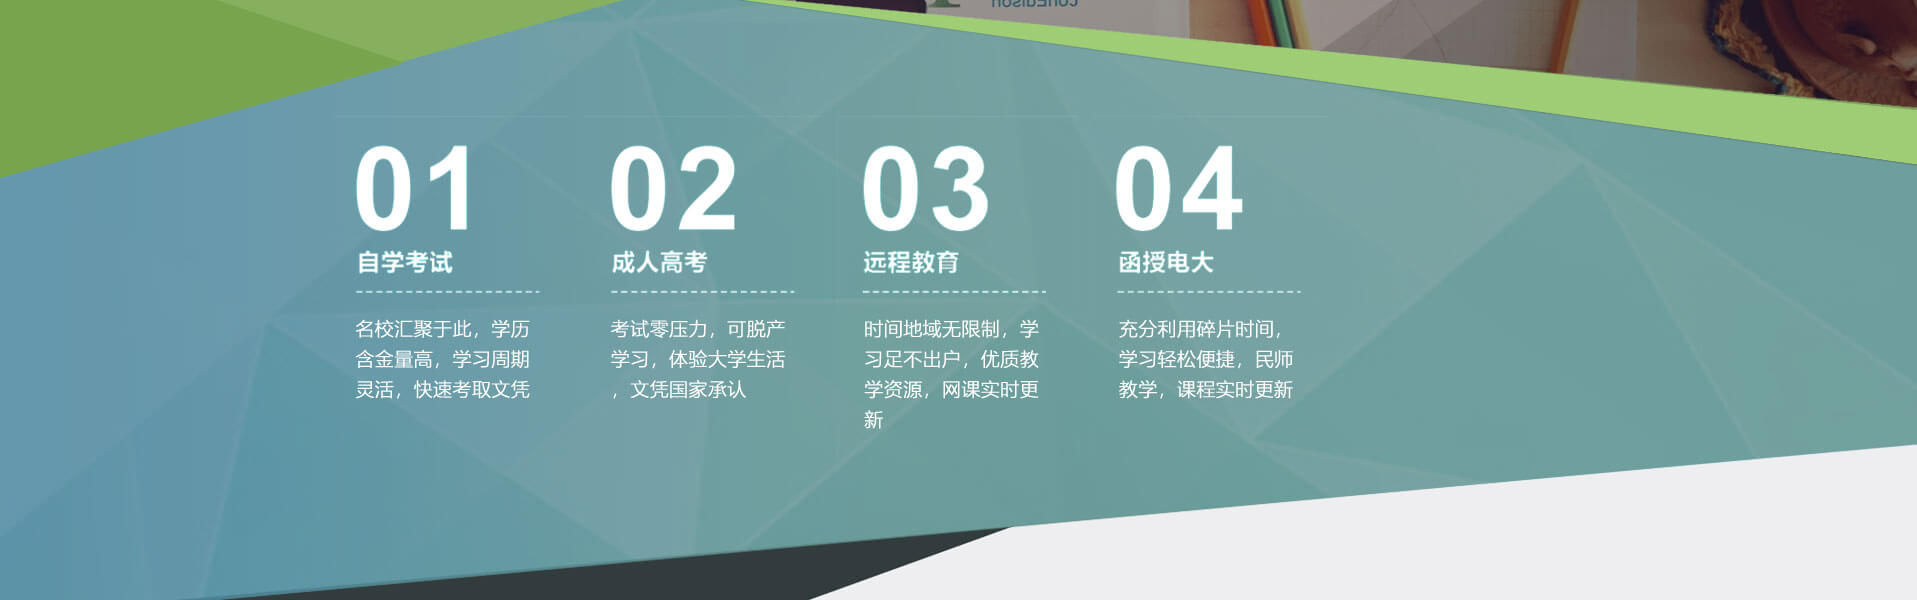 conEdison
01
自学考试
名校汇聚于此，学历
含金量高，学习周期
灵活，快速考取文凭
02
成人高考
考试零压力，可脱产
学习，体验大学生活
，文凭国家承认
03
远程教育
时间地域无限制，学
习足不出户，优质教
学资源，网课实时更
新
04
函授电大
充分利用碎片时间，
学习轻松便捷，民师
教学，课程实时更新